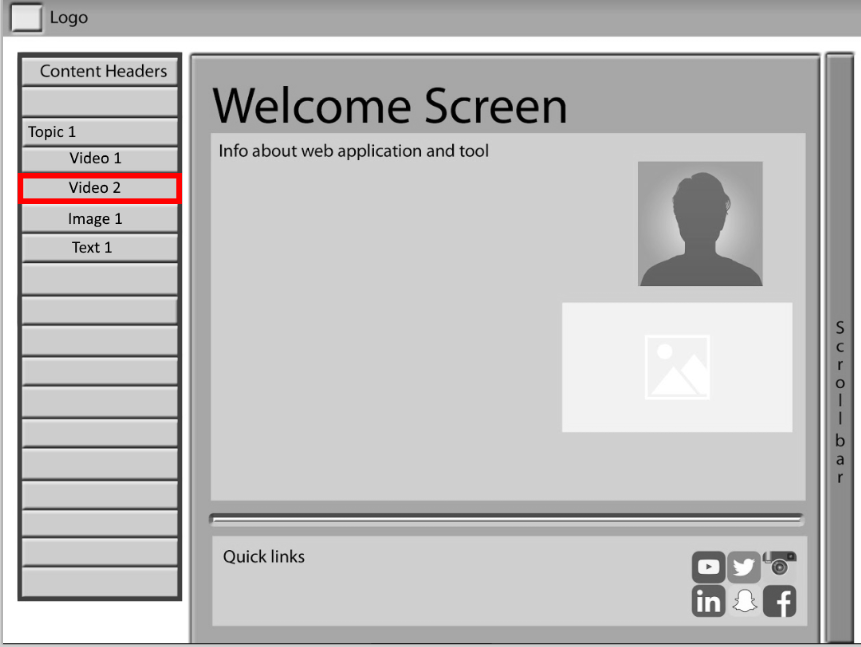 Logo
Content Headers
Topic 1
Video 1
Video 2
Image 1
Text 1
Welcome Screen
Info about web application and tool
Quick links
in
f
Scroll bar